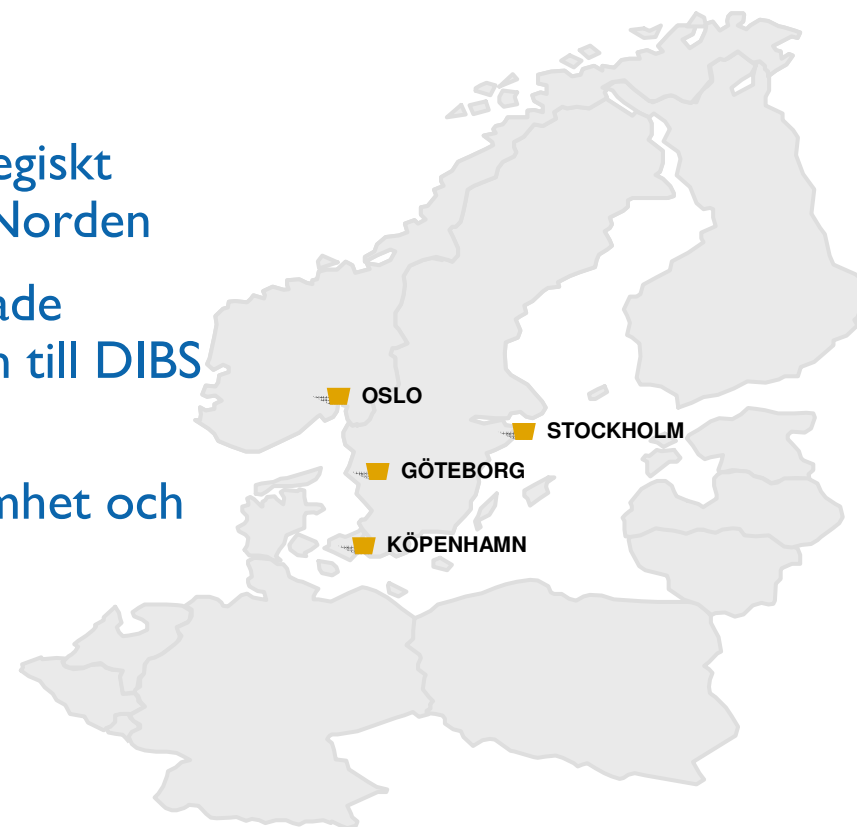 egiskt
Norden
ade
n till DIBS
mhet och
OSLO
STOCKHOLM
GÖTEBORG
KÖPENHAMN